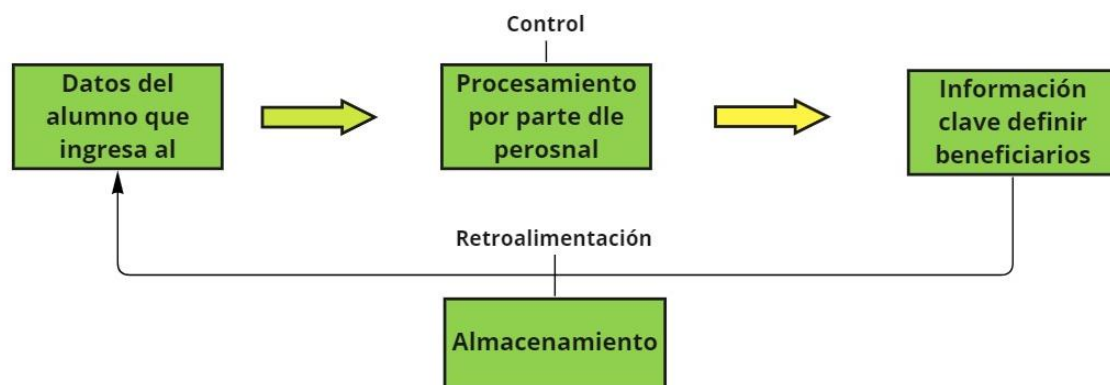 Control
Datos del
alumno que
ingresa al
Procesamiento
por parte dle
perosnal
Información
clave definir
beneficiarios
Retroalimentación
Almacenamiento